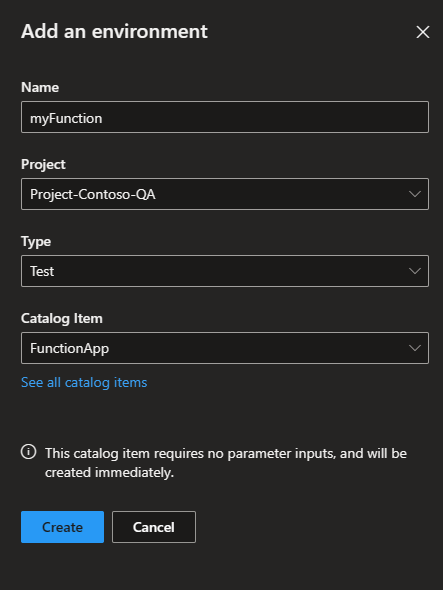 Add an environment
Name
myFunction
Project
Project-Contoso-QA
Type
Test
Catalog Item
FunctionApp
See all catalog items
This catalog item requires no parameter inputs, and will be
created immediately.
Create
Cancel